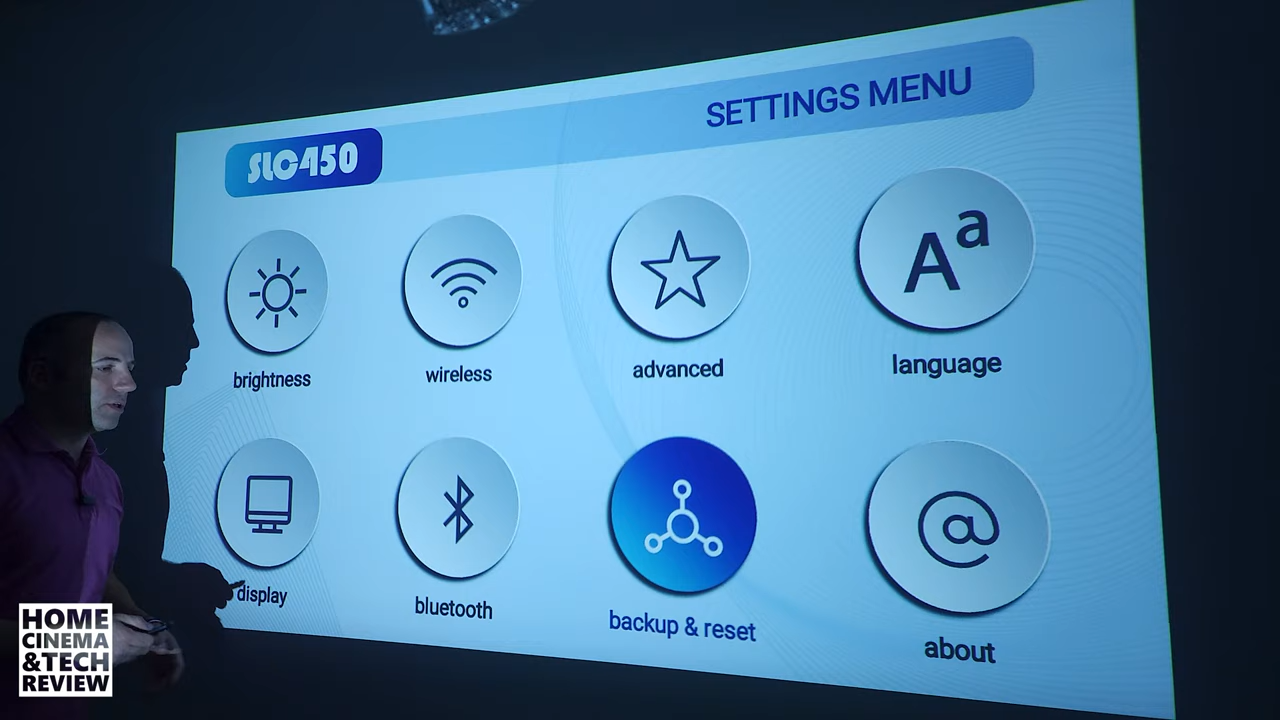 SLC450
SETTINGS MENU
brightness
wireless
advanced
Aa
language
display
bluetooth
backup & reset
@
about
HOME
CINEMA
&TECH
REVIEW